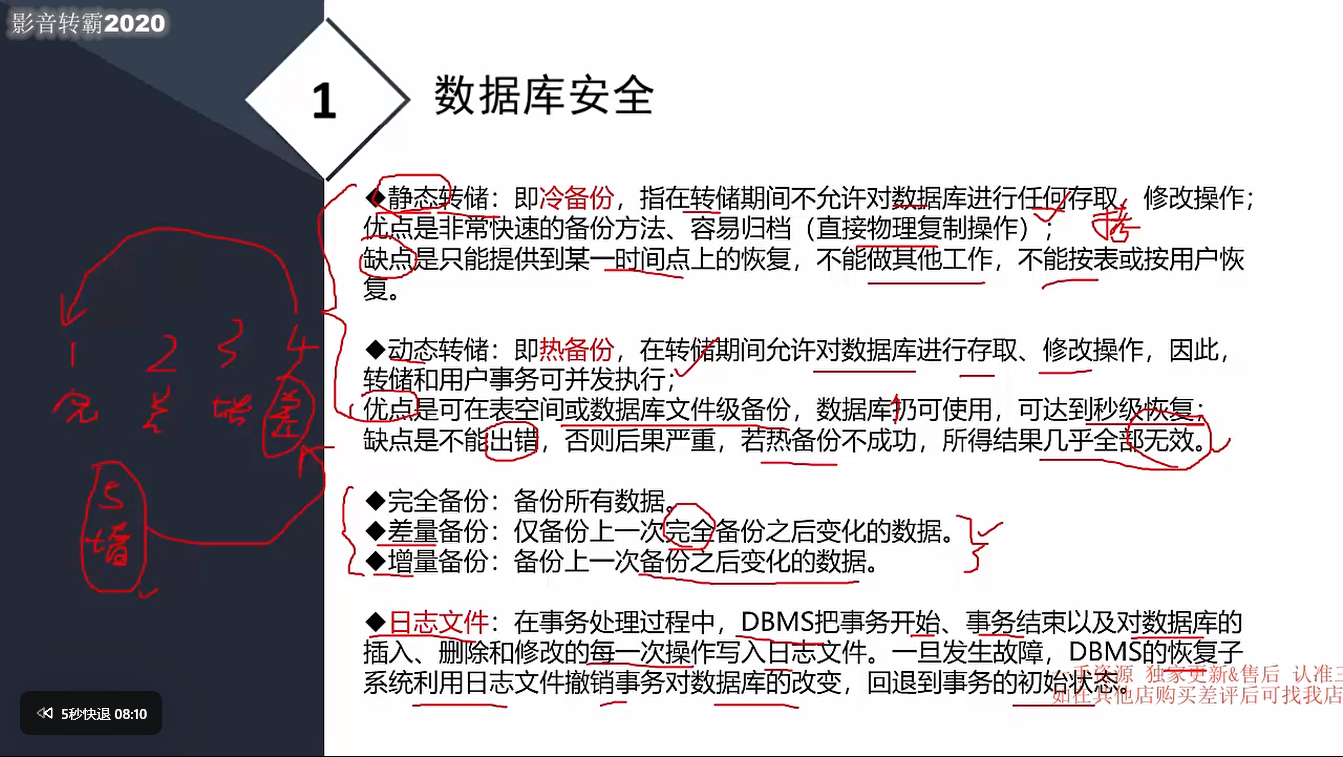 影音转霸2020
1
数据库安全
◆静态转储：即冷备份，指在转储期间不允许对数据库进行任何存取、修改操作；
优点是非常快速的备份方法、容易归档（直接物理复制操作）；
缺点是只能提供到某一时间点上的恢复，不能做其他工作，不能按表或按用户恢
复。
◆动态转储：即热备份，在转储期间允许对数据库进行存取、修改操作，因此，
转储和用户事务可并发执行；
优点是可在表空间或数据库文件级备份，数据库扔可使用，可达到秒级恢复；
缺点是不能出错，否则后果严重，若热备份不成功，所得结果几乎全部无效。
◆完全备份：备份所有数据。
◆差量备份：仅备份上一次完全备份之后变化的数据。
◆增量备份：备份上一次备份之后变化的数据。
◆日志文件：在事务处理过程中，DBMS把事务开始、事务结束以及对数据库的
插入、删除和修改的每一次操作写入日志文件。一旦发生故障，DBMS的恢复子
系统利用日志文件撤销事务对数据库的改变，回退到事务的初始状态。
1 2 3 4
完 差 增 差
5
增
手资源 独家更新&售后 认准
如在其他店购买差评后可找我店
5秒快退 08:10